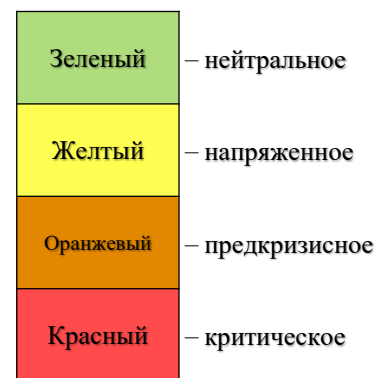 Зеленый – нейтральное
Желтый – напряженное
Оранжевый – предкризисное
Красный – критическое